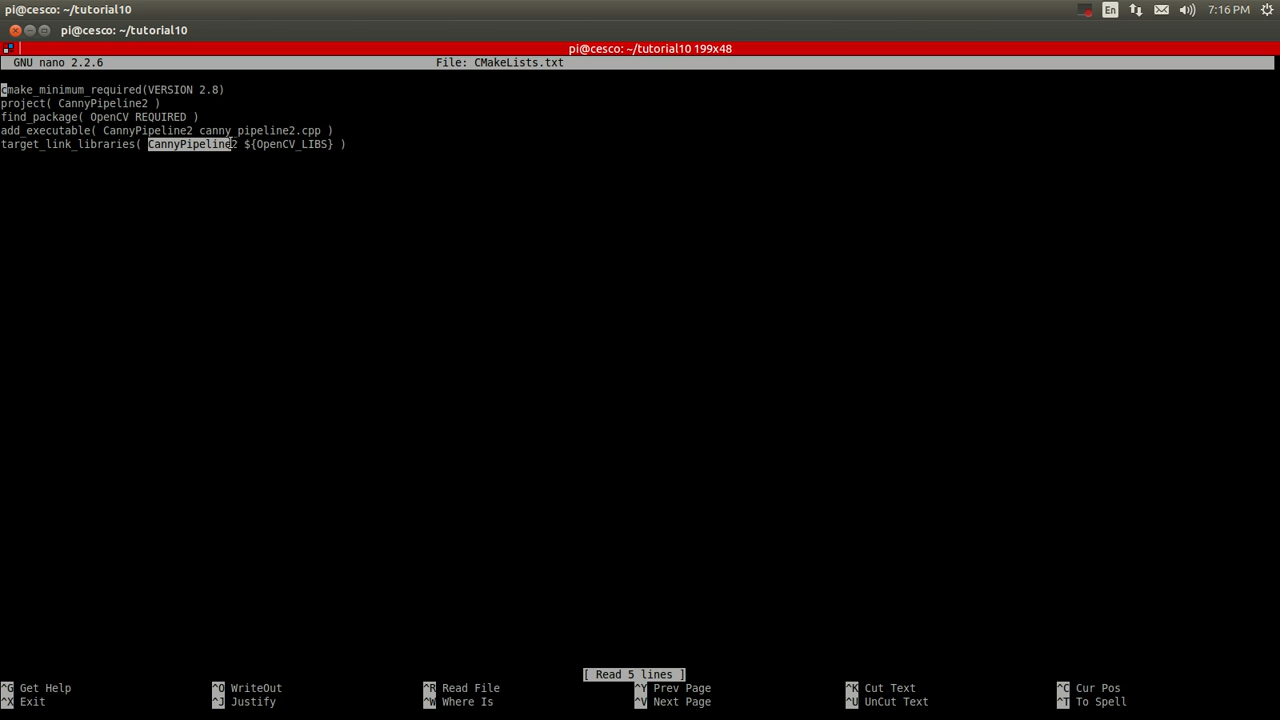 pi@cesco: ~/tutorial10
En
7:16 PM
pi@cesco: ~/tutorial10
pi@cesco: ~/tutorial10 199x48
GNU nano 2.2.6 File: CMakeLists.txt
cmake_minimum_required(VERSION 2.8)
project( CannyPipeline2 )
find_package( OpenCV REQUIRED )
add_executable( CannyPipeline2 canny_pipeline2.cpp )
target_link_libraries( CannyPipeline2 ${OpenCV_LIBS} )
[ Read 5 lines ]
^G Get Help ^O WriteOut ^R Read File ^Y Prev Page ^K Cut Text ^C Cur Pos
^X Exit ^J Justify ^W Where Is ^V Next Page ^U UnCut Text ^T To Spell